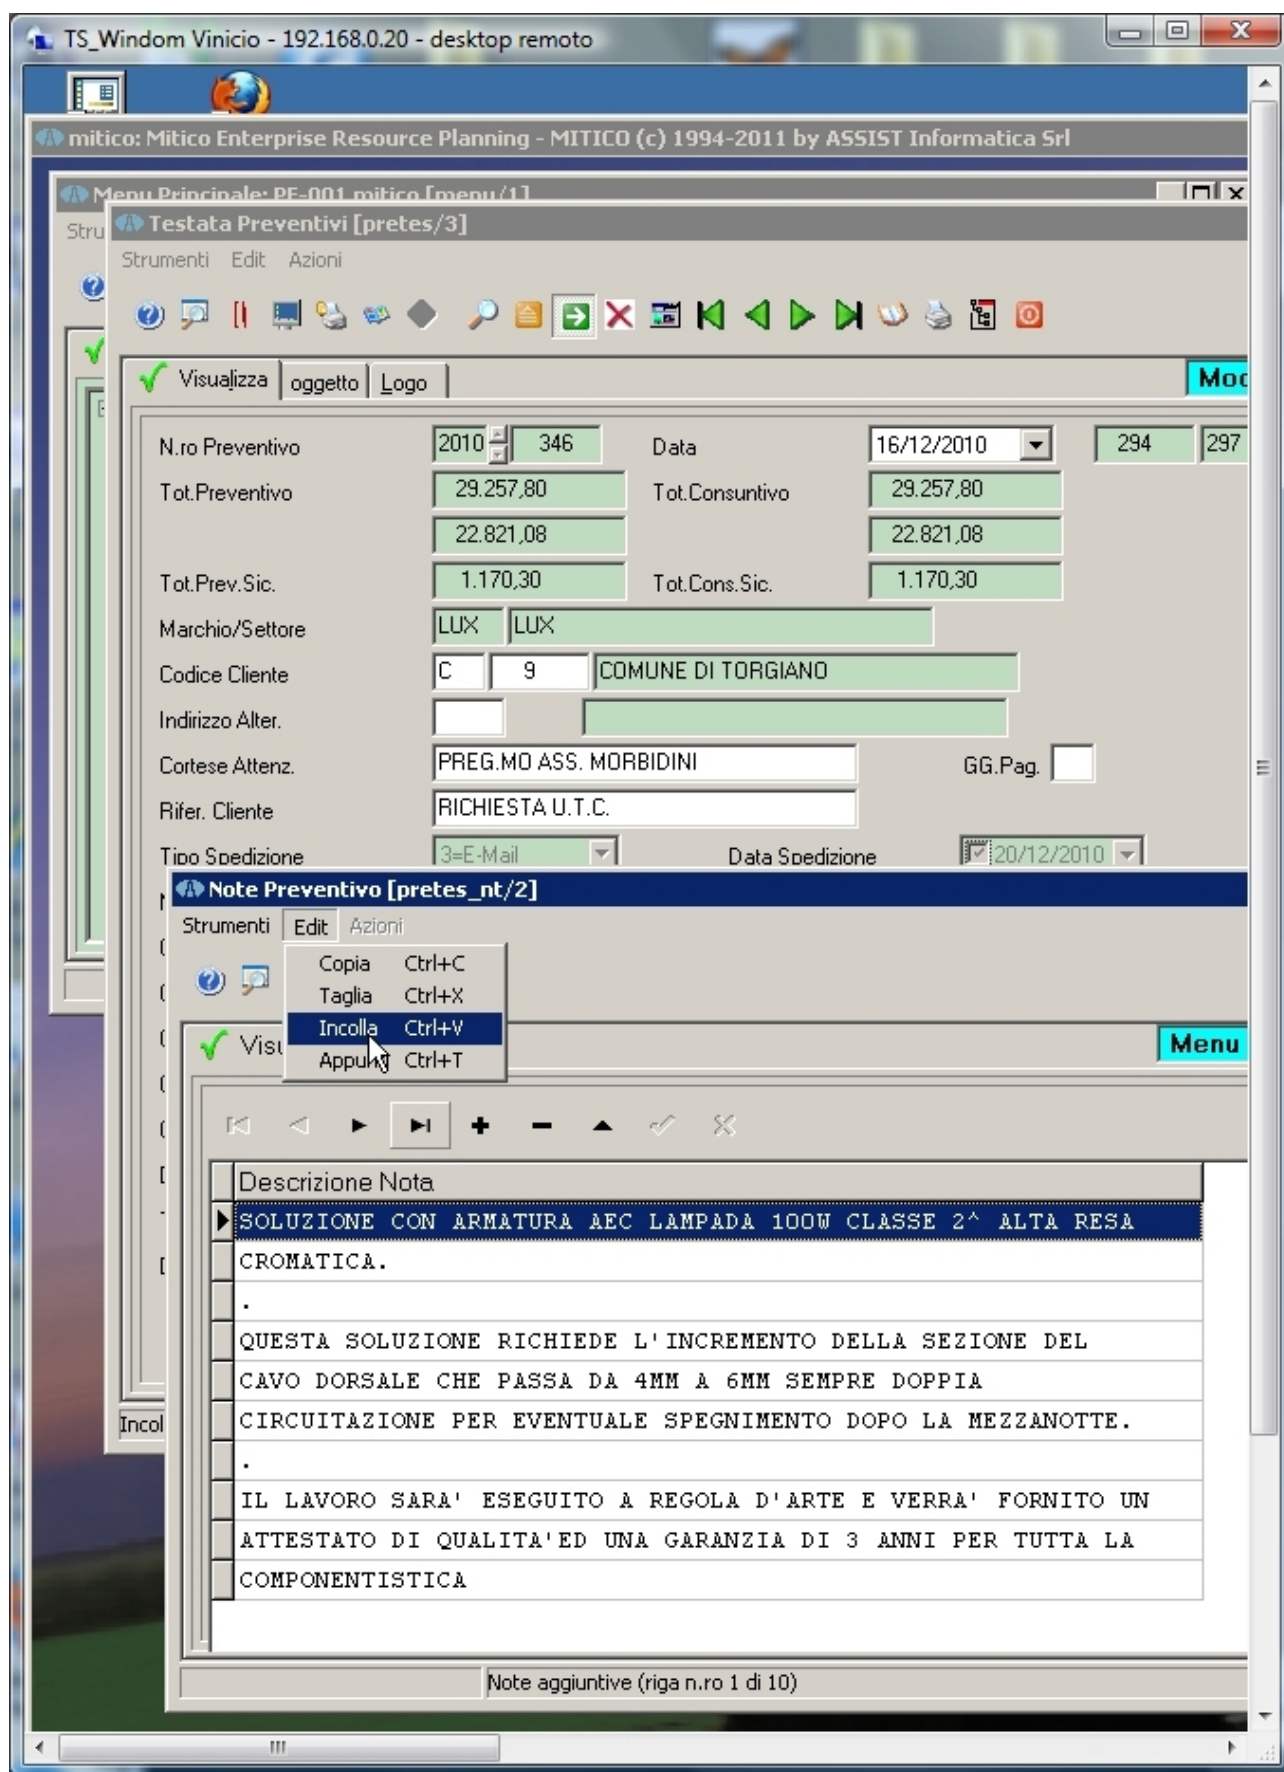 TS_Windom Vinicio - 192.168.0.20 - desktop remoto
mitico: Mitico Enterprise Resource Planning - MITICO (c) 1994-2011 by ASSIST Informatica Srl
Menu Principale: PF-001 mitico [menu/1]
Stru
Testata Preventivi [pretes/3]
Strumenti Edit Azioni
Visualizza oggetto Logo
N.ro Preventivo 2010 346 Data 16/12/2010 294 297
Tot.Preventivo 29.257,80 Tot.Consuntivo 29.257,80
22.821,08 22.821,08
Tot.Prev.Sic. 1.170,30 Tot.Cons.Sic. 1.170,30
Marchio/Settore LUX LUX
Codice Cliente C 9 COMUNE DI TORGIANO
Indirizzo Alter.
Cortese Attenz. PREG.MO ASS. MORBIDINI GG.Pag.
Rifer. Cliente RICHIESTA U.T.C.
Tipo Spedizione 3=E-Mail Data Spedizione 20/12/2010
Note Preventivo [pretes_nt/2]
Strumenti Edit Azioni
Copia Ctrl+C
Taglia Ctrl+X
Incolla Ctrl+V
Ctrl+T
Menu
Descrizione Nota
SOLUZIONE CON ARMATURA AEC LAMPADA 100W CLASSE 2^ ALTA RESA
CROMATICA.
.
QUESTA SOLUZIONE RICHIEDE L'INCREMENTO DELLA SEZIONE DEL
CAVO DORSALE CHE PASSA DA 4MM A 6MM SEMPRE DOPPIA
CIRCUITAZIONE PER EVENTUALE SPEGNIMENTO DOPO LA MEZZANOTTE.
.
IL LAVORO SARA' ESEGUITO A REGOLA D'ARTE E VERRA' FORNITO UN
ATTESTATO DI QUALITA'ED UNA GARANZIA DI 3 ANNI PER TUTTA LA
COMPONENTISTICA
Incol
Note aggiuntive (riga n.ro 1 di 10)